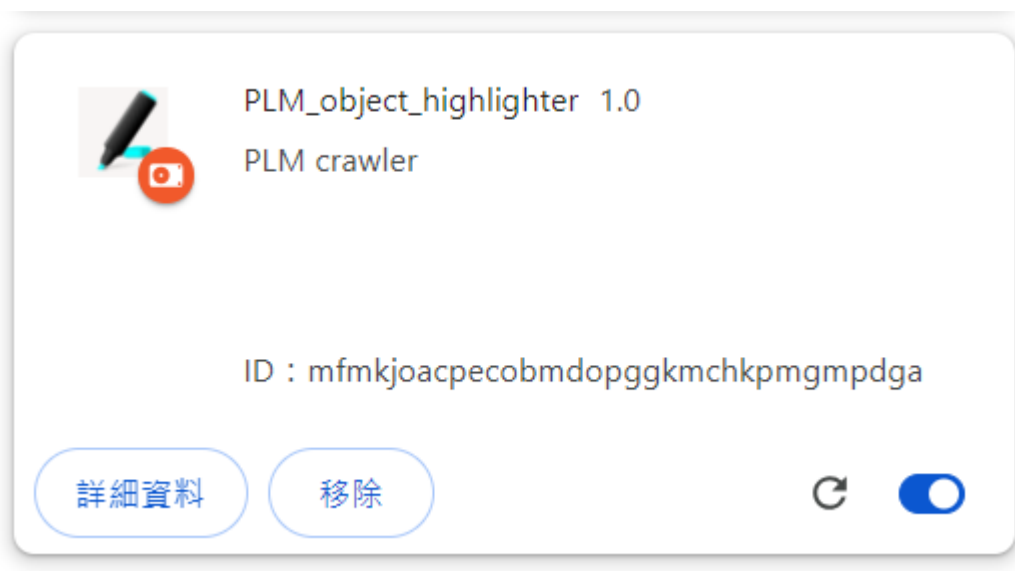 PLM_object_highlighter 1.0
PLM crawler
ID：mfmkjoacpecobmdopggkmchkpmgmpdga
詳細資料
移除